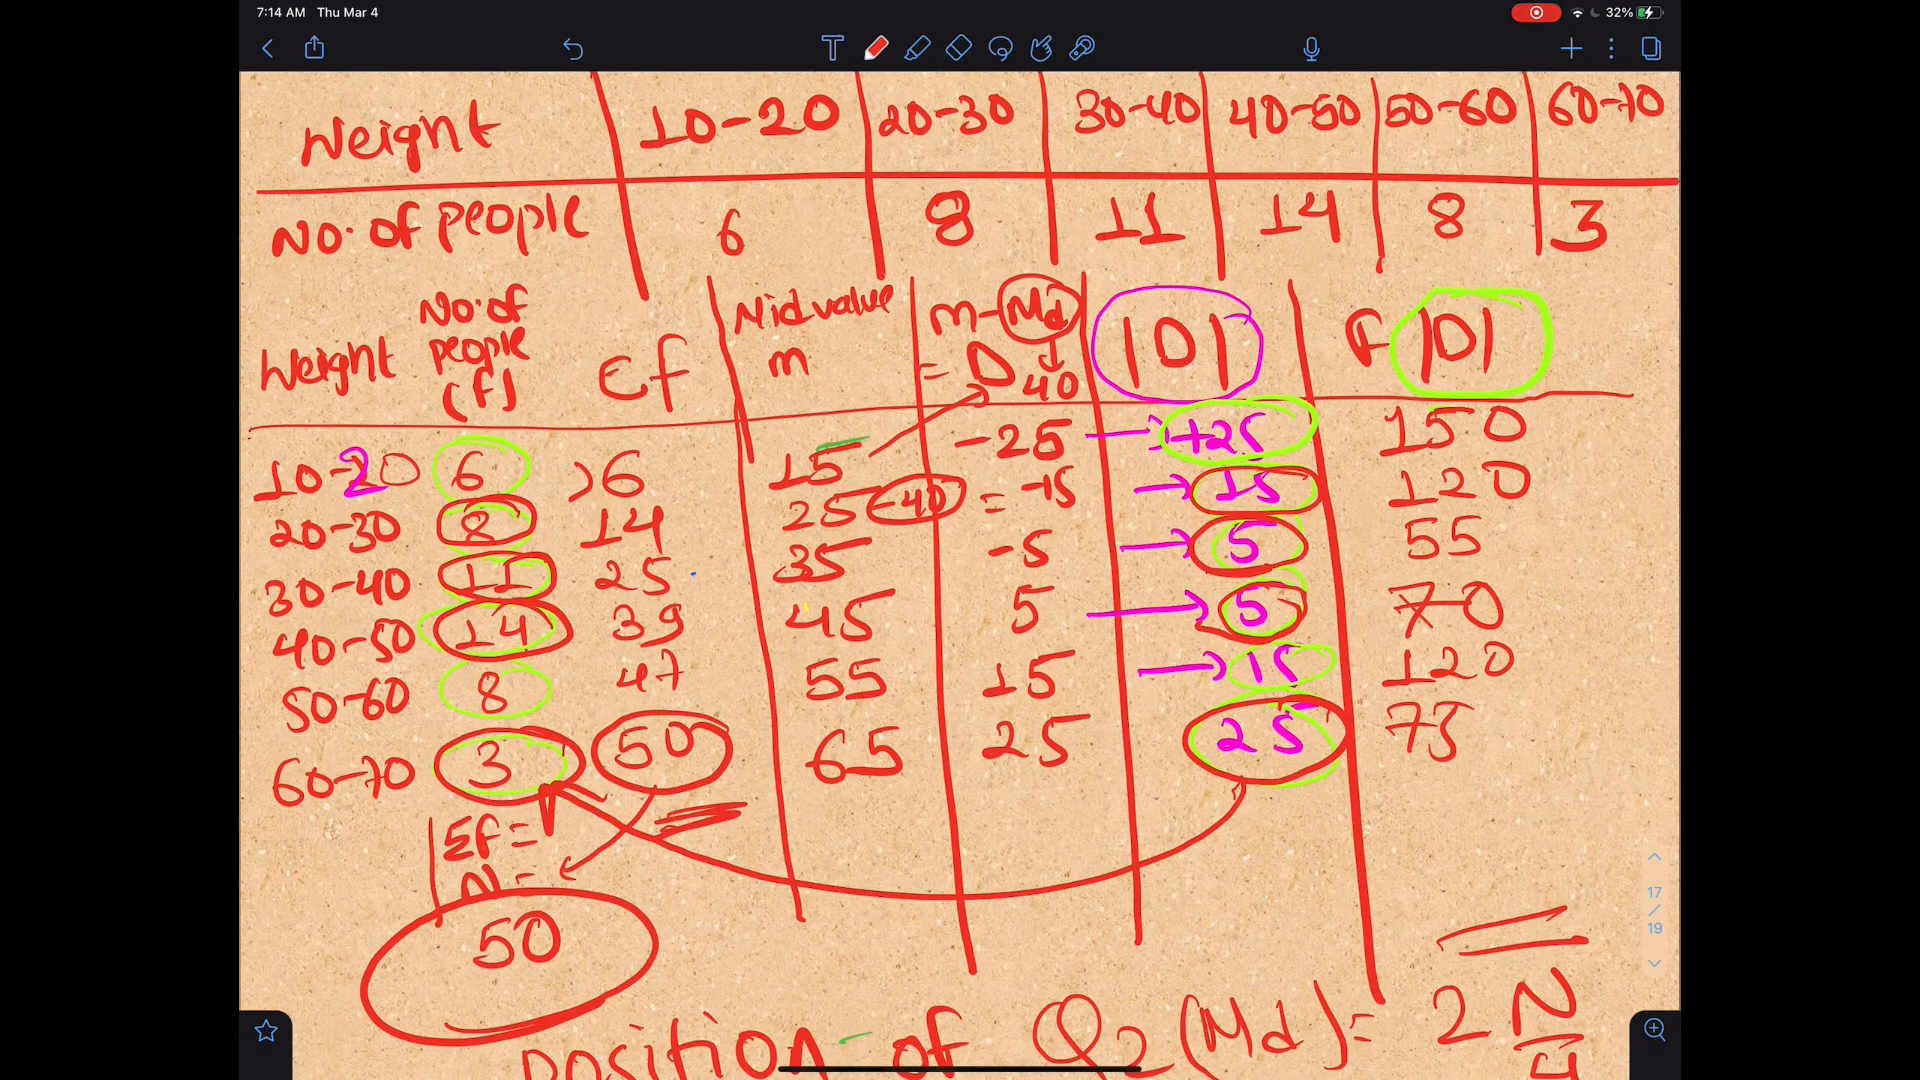 7:14 AM Thu Mar 4
32%
Weight 10-20 20-30 30-40 40-50 50-60 60-70
No. of people 6 8 11 14 8 3
Weight No. of people (f) cf Mid value m m-Md = D 40 |D| F|D|
10-20 6 6 15 -25 +25 150
20-30 8 14 25 -40 = -15 15 120
30-40 11 25 35 -5 5 55
40-50 14 39 45 5 5 70
50-60 8 47 55 15 15 120
60-70 3 50 65 25 25 75
Ef =
N =
50
17
/
19
position of Q2 (Md) = 2 N/4